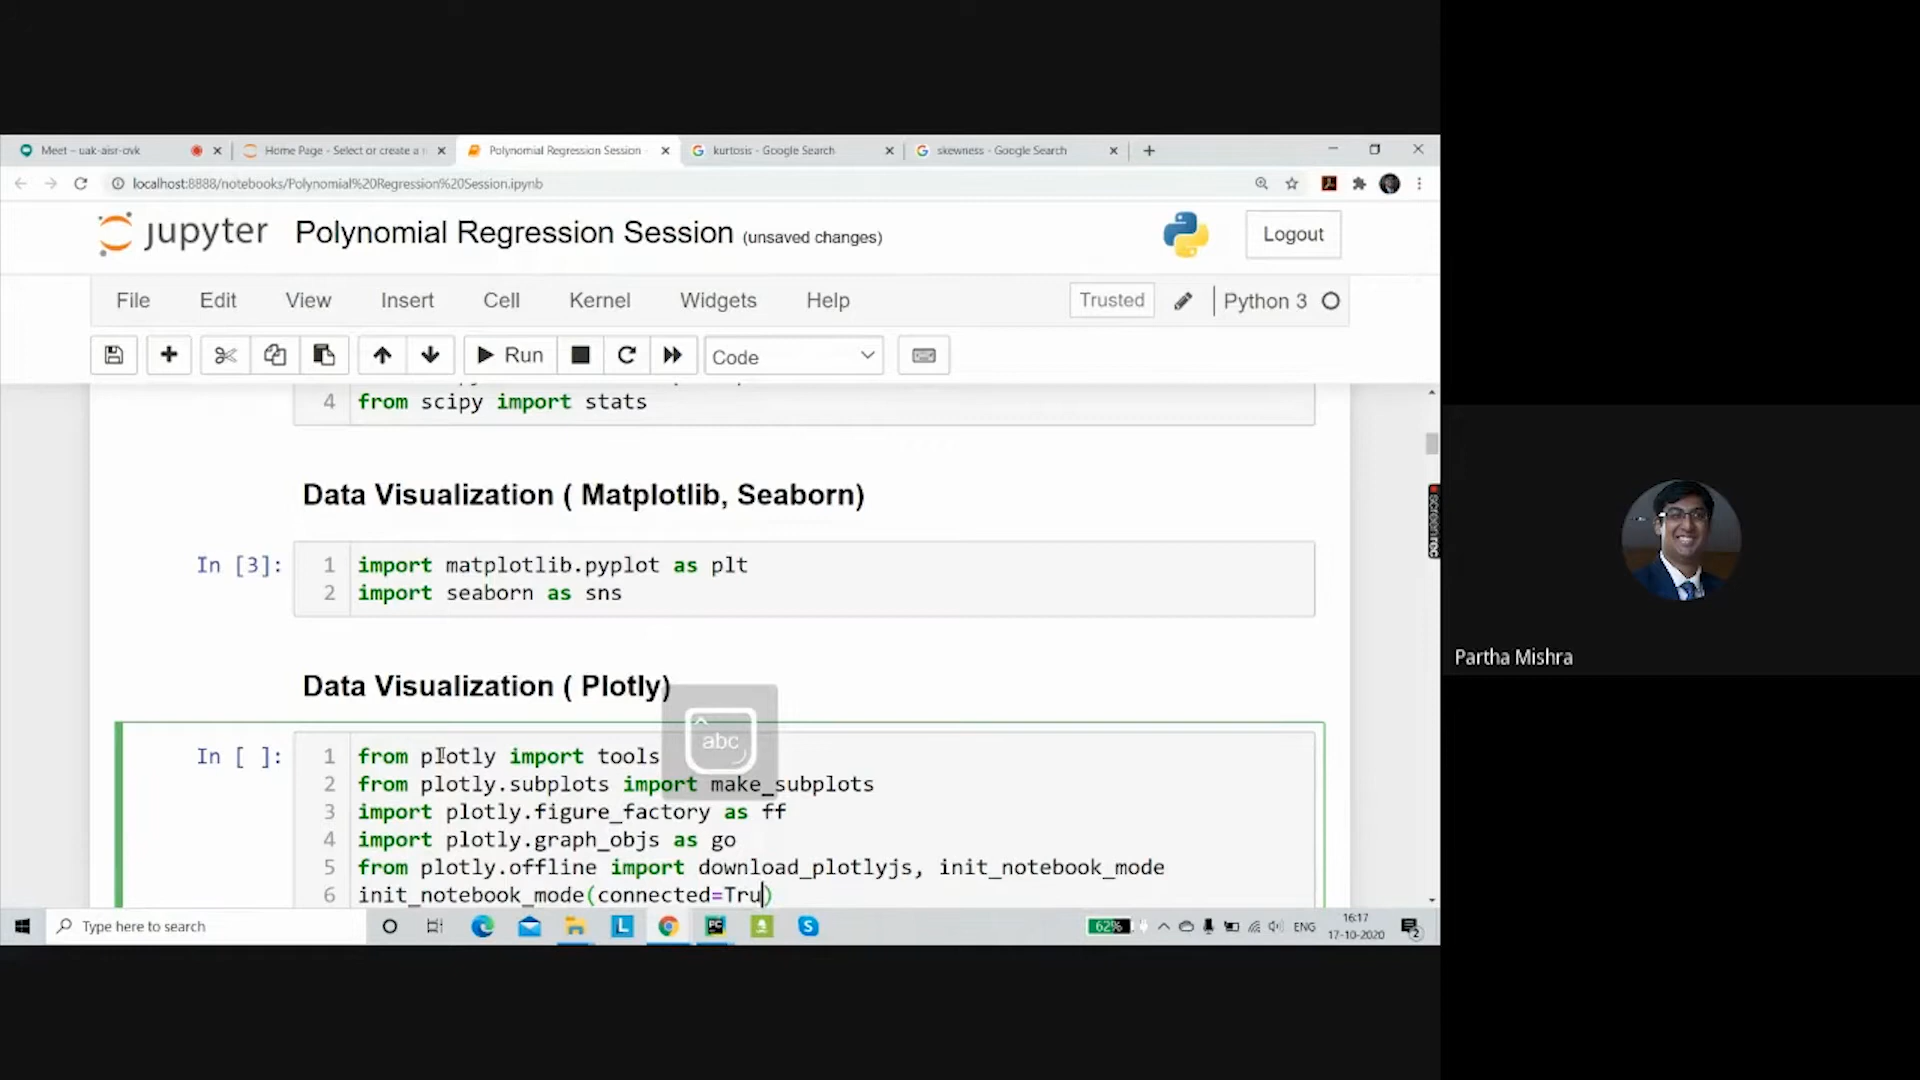 Meet – uak-aisr-ovk
Home Page - Select or create a
Polynomial Regression Session
kurtosis - Google Search
skewness - Google Search
localhost:8888/notebooks/Polynomial%20Regression%20Session.ipynb
jupyter
Polynomial Regression Session (unsaved changes)
Logout
File Edit View Insert Cell Kernel Widgets Help
Trusted
Python 3
Run
Code
4 from scipy import stats
Data Visualization ( Matplotlib, Seaborn)
In [3]:
1 import matplotlib.pyplot as plt
2 import seaborn as sns
Data Visualization ( Plotly)
abc
In [ ]:
1 from plotly import tools
2 from plotly.subplots import make_subplots
3 import plotly.figure_factory as ff
4 import plotly.graph_objs as go
5 from plotly.offline import download_plotlyjs, init_notebook_mode
6 init_notebook_mode(connected=Tru)
screenrec
Type here to search
L
PC
S
62%
ENG
16:17
17-10-2020
2
Partha Mishra